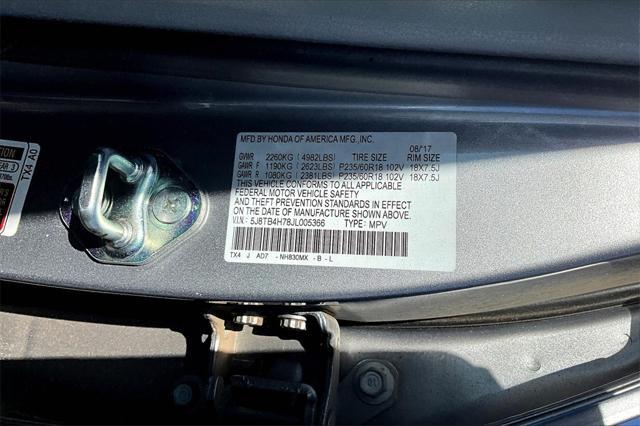 MFD.BY HONDA OF AMERICA MFG.,INC. 08/17
GVWR 2260KG (4982LBS) TIRE SIZE RIM SIZE
GAWR F 1190KG (2623LBS) P235/60R18 102V 18X7.5J
GAWR R 1080KG (2381LBS) P235/60R18 102V 18X7.5J
THIS VEHICLE CONFORMS TO ALL APPLICABLE
FEDERAL MOTOR VEHICLE SAFETY
AND THEFT PREVENTION STANDARDS IN EFFECT
ON THE DATE OF MANUFACTURE SHOWN ABOVE.
V.I.N: 5J8TB4H78JL005366 TYPE: MPV
TX4 J AD7 - NH830MX - B - L
TX4 A0